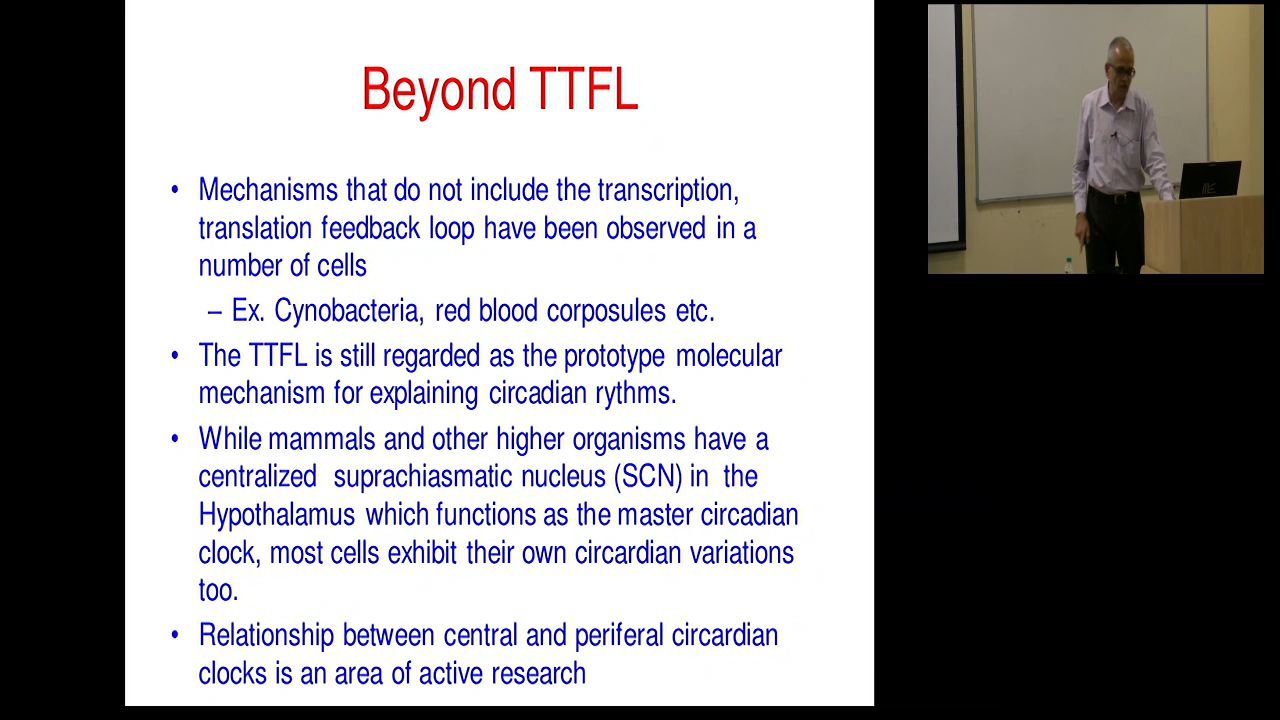 Beyond TTFL
• Mechanisms that do not include the transcription,
translation feedback loop have been observed in a
number of cells
– Ex. Cynobacteria, red blood corposules etc.
• The TTFL is still regarded as the prototype molecular
mechanism for explaining circadian rythms.
• While mammals and other higher organisms have a
centralized suprachiasmatic nucleus (SCN) in the
Hypothalamus which functions as the master circadian
clock, most cells exhibit their own circardian variations
too.
• Relationship between central and periferal circardian
clocks is an area of active research